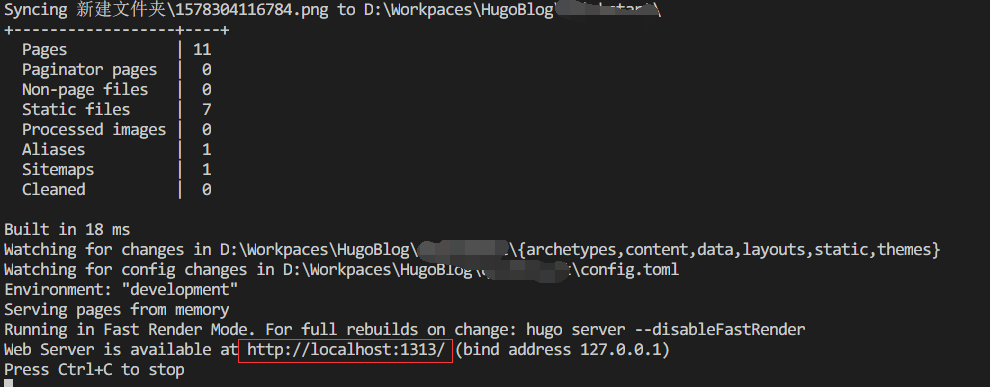 Syncing 新建文件夹\1578304116784.png to D:\Workpaces\HugoBlog\
+------------------+----+
Pages | 11
Paginator pages | 0
Non-page files | 0
Static files | 7
Processed images | 0
Aliases | 1
Sitemaps | 1
Cleaned | 0
Built in 18 ms
Watching for changes in D:\Workpaces\HugoBlog\ \{archetypes,content,data,layouts,static,themes}
Watching for config changes in D:\Workpaces\HugoBlog\ \config.toml
Environment: "development"
Serving pages from memory
Running in Fast Render Mode. For full rebuilds on change: hugo server --disableFastRender
Web Server is available at http://localhost:1313/ (bind address 127.0.0.1)
Press Ctrl+C to stop